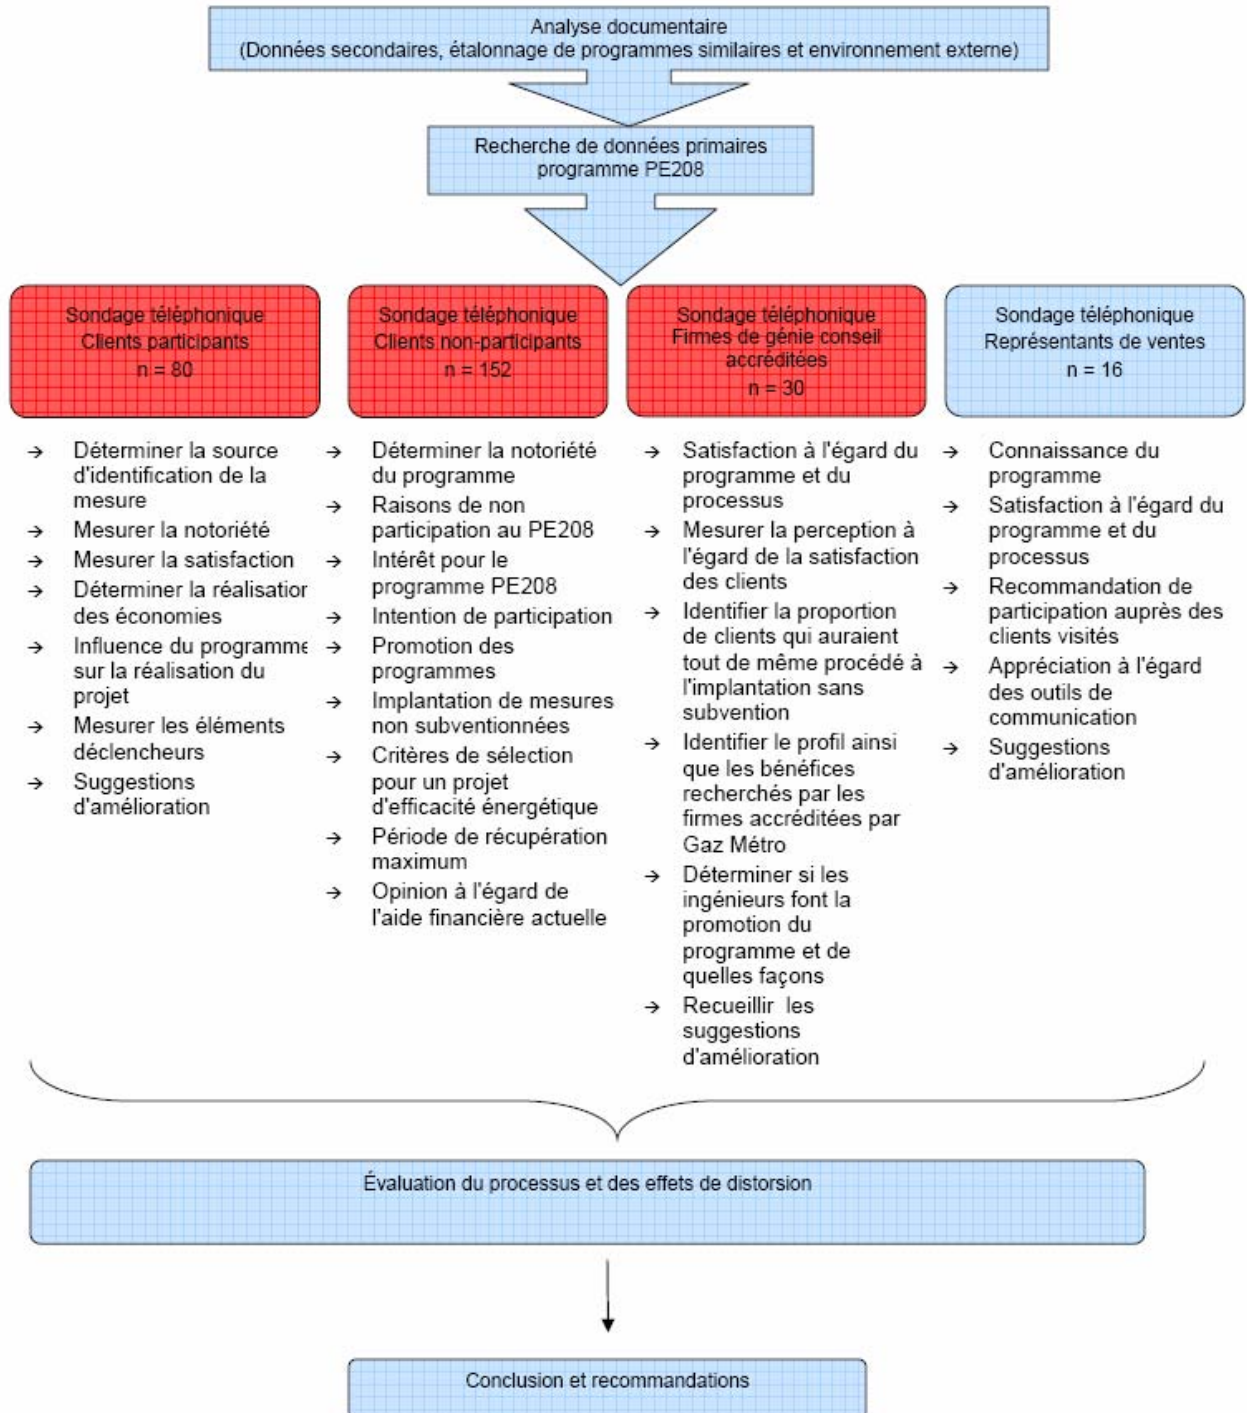 Analyse documentaire
(Données secondaires, étalonnage de programmes similaires et environnement externe)
Recherche de données primaires
programme PE208
Sondage téléphonique
Clients participants
n = 80
Sondage téléphonique
Clients non-participants
n = 152
Sondage téléphonique
Firmes de génie conseil
accréditées
n = 30
Sondage téléphonique
Représentants de ventes
n = 16
→ Déterminer la source
d'identification de la
mesure
→ Mesurer la notoriété
→ Mesurer la satisfaction
→ Déterminer la réalisation
des économies
→ Influence du programme
sur la réalisation du
projet
→ Mesurer les éléments
déclencheurs
→ Suggestions
d'amélioration
→ Déterminer la notoriété
du programme
→ Raisons de non
participation au PE208
→ Intérêt pour le
programme PE208
→ Intention de participation
→ Promotion des
programmes
→ Implantation de mesures
non subventionnées
→ Critères de sélection
pour un projet
d'efficacité énergétique
→ Période de récupération
maximum
→ Opinion à l'égard de
l'aide financière actuelle
→ Satisfaction à l'égard du
programme et du
processus
→ Mesurer la perception à
l'égard de la satisfaction
des clients
→ Identifier la proportion
de clients qui auraient
tout de même procédé à
l'implantation sans
subvention
→ Identifier le profil ainsi
que les bénéfices
recherchés par les
firmes accréditées par
Gaz Métro
→ Déterminer si les
ingénieurs font la
promotion du
programme et de
quelles façons
→ Recueillir les
suggestions
d'amélioration
→ Connaissance du
programme
→ Satisfaction à l'égard du
programme et du
processus
→ Recommandation de
participation auprès des
clients visités
→ Appréciation à l'égard
des outils de
communication
→ Suggestions
d'amélioration
Évaluation du processus et des effets de distorsion
Conclusion et recommandations